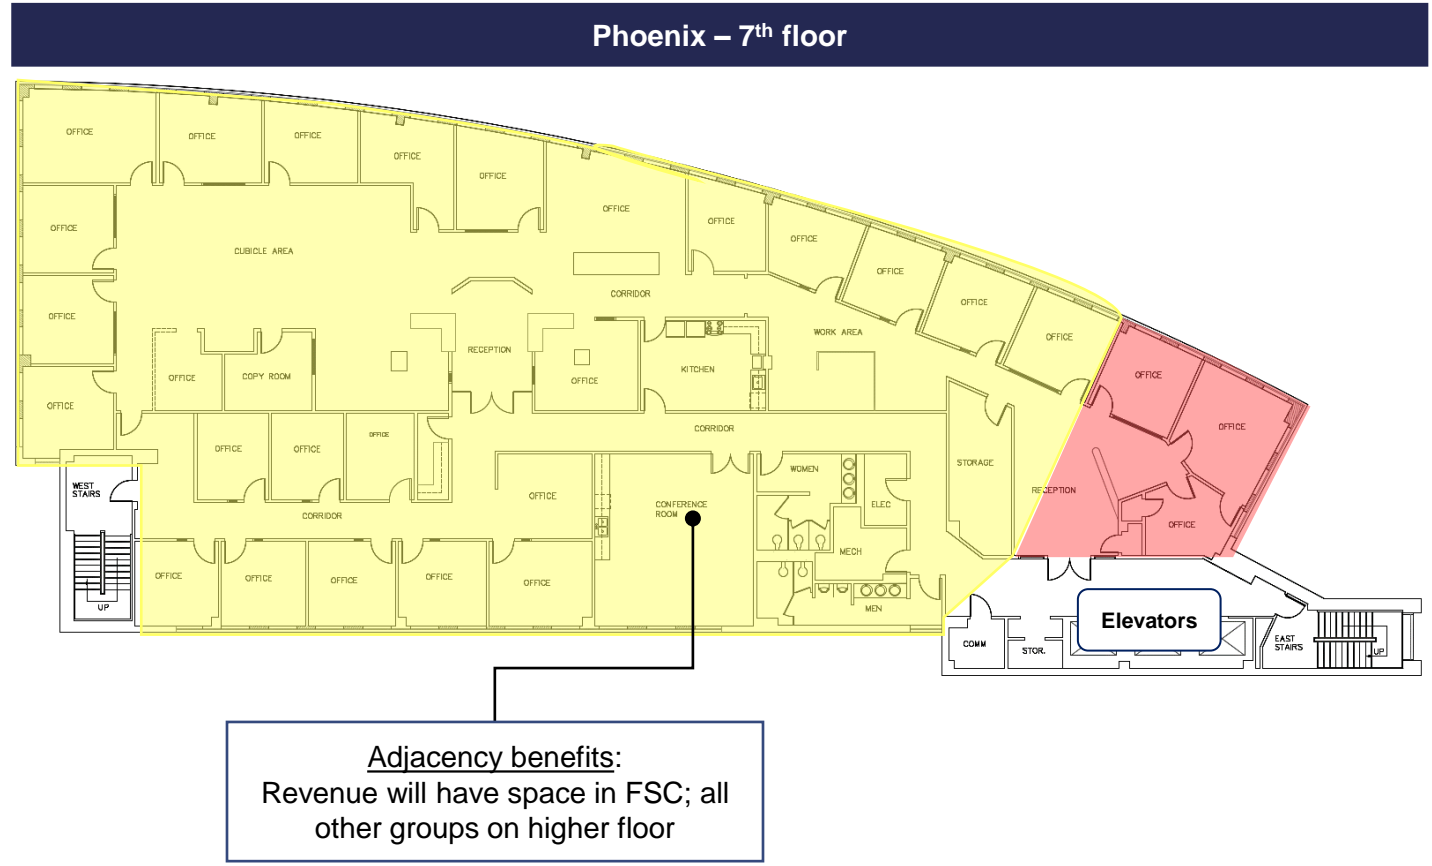 Phoenix – 7th floor
OFFICE
OFFICE
OFFICE
OFFICE
OFFICE
OFFICE
OFFICE
OFFICE
OFFICE
OFFICE
OFFICE
OFFICE
CUBICLE AREA
CORRIDOR
OFFICE
WORK AREA
OFFICE
RECEPTION
KITCHEN
OFFICE
OFFICE
COPY ROOM
OFFICE
OFFICE
OFFICE
CORRIDOR
OFFICE
OFFICE
OFFICE
OFFICE
WOMEN
STORAGE
WEST
STAIRS
OFFICE
CONFERENCE
ROOM
ELEC
RECEPTION
CORRIDOR
OFFICE
MECH
OFFICE
OFFICE
OFFICE
OFFICE
OFFICE
UP
MEN
Elevators
COMM
STOR.
EAST
STAIRS
UP
Adjacency benefits:
Revenue will have space in FSC; all
other groups on higher floor